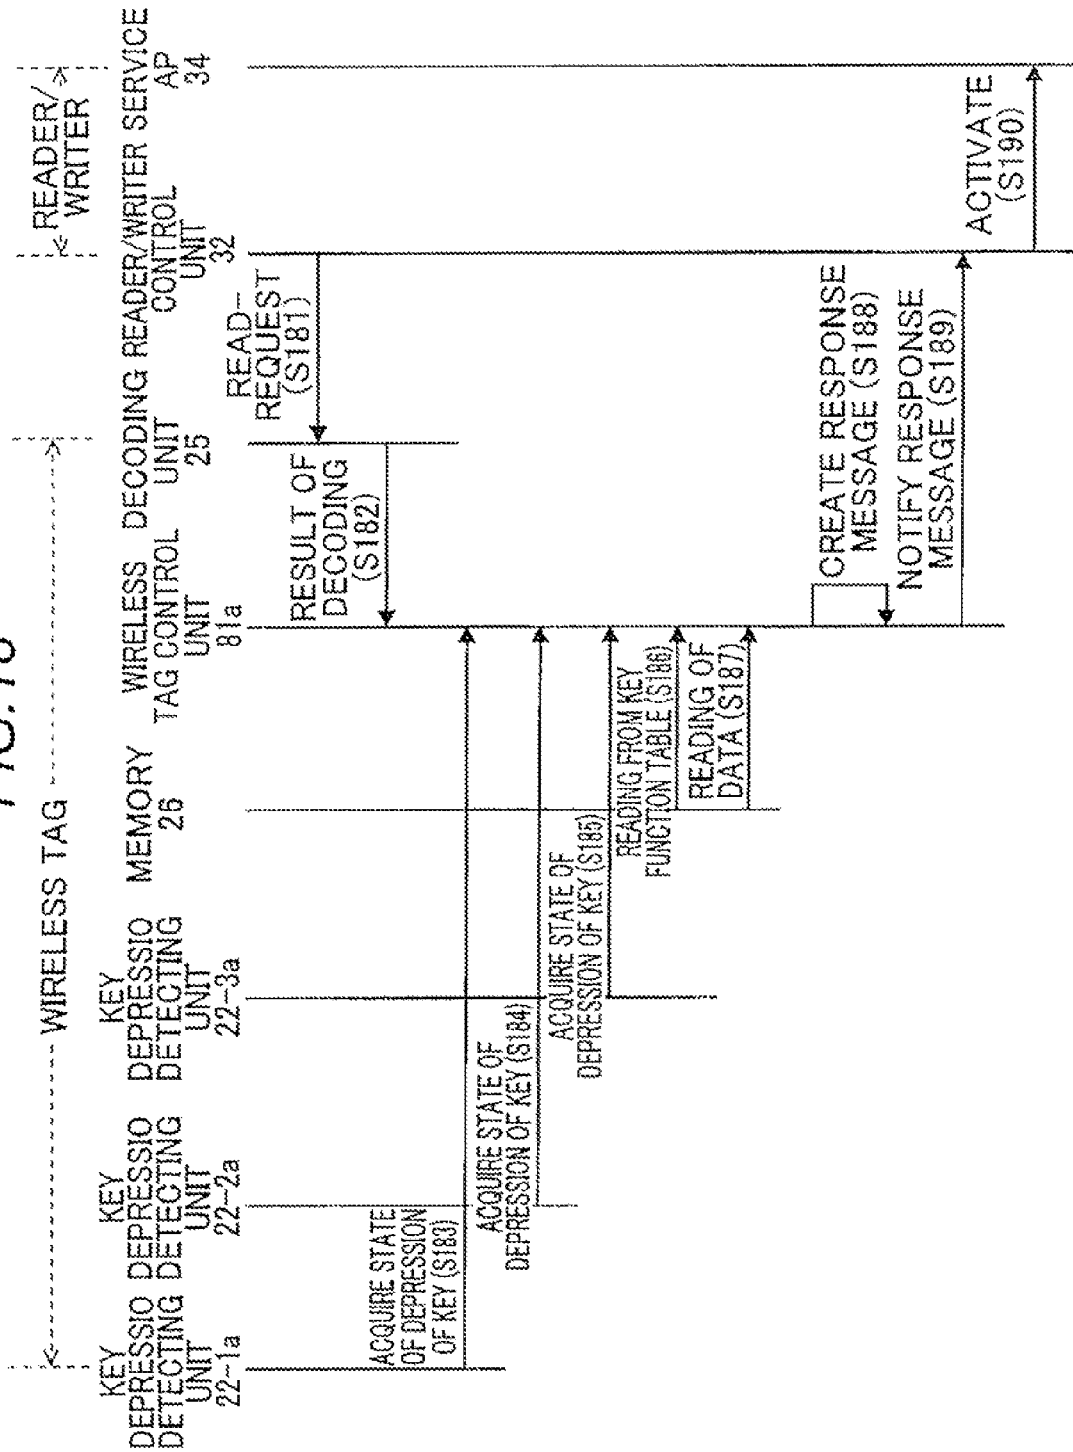 WIRELESS TAG
READER/
WRITER
KEY
DEPRESSIO
DETECTING
UNIT
22-1a
KEY
DEPRESSIO
DETECTING
UNIT
22-2a
KEY
DEPRESSIO
DETECTING
UNIT
22-3a
MEMORY
26
WIRELESS
TAG CONTROL
UNIT
81a
DECODING
UNIT
25
READER/WRITER
CONTROL
UNIT
32
SERVICE
AP
34
READ-
REQUEST
(S181)
RESULT OF
DECODING
(S182)
ACQUIRE STATE
OF DEPRESSION
OF KEY (S183)
ACQUIRE STATE OF
DEPRESSION OF KEY (S184)
ACQUIRE STATE OF
DEPRESSION OF KEY (S185)
READING FROM KEY
FUNCTION TABLE (S186)
READING OF
DATA (S187)
CREATE RESPONSE
MESSAGE (S188)
NOTIFY RESPONSE
MESSAGE (S189)
ACTIVATE
(S190)